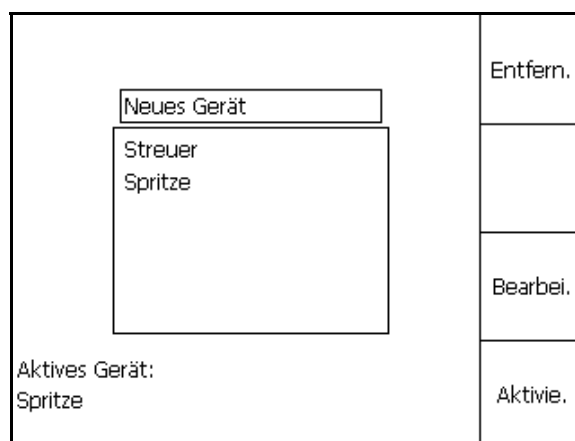 Neues Gerät
Streuer
Spritze
Aktives Gerät:
Spritze
Entfern.
Bearbei.
Aktivie.